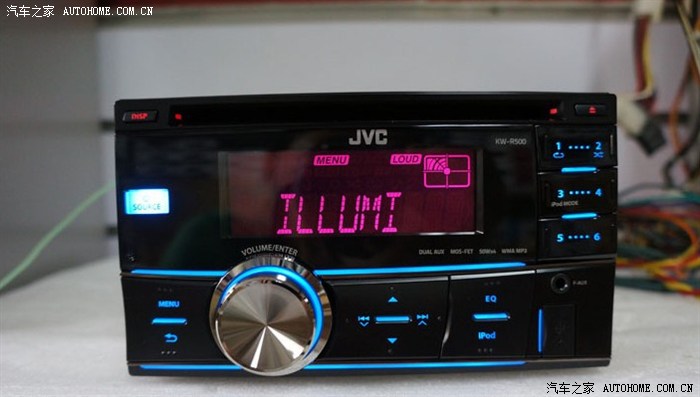 汽车之家 AUTOHOME.COM.CN
DISP
JVC
KW-R500
MENU
LOUD
ILLUMI
1 2
3 4
iPod MODE
5 6
SOURCE
VOLUME/ENTER
DUAL AUX MOS-FET 50Wx4 WMA MP3
MENU
EQ
iPod
F-AUX
汽车之家 AUTOHOME.COM.CN